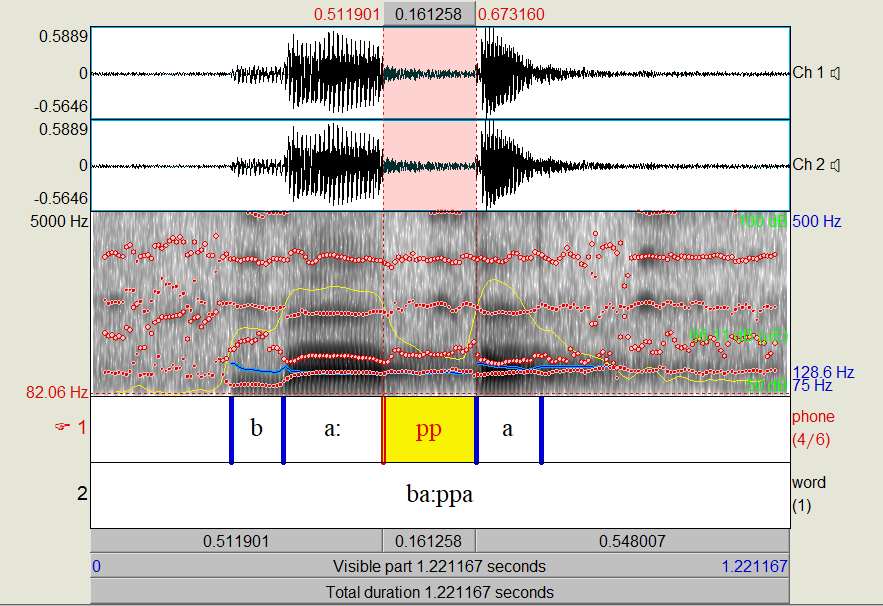 0.511901 0.161258 0.673160
0.5889
0
-0.5646
Ch 1
0.5889
0
-0.5646
Ch 2
5000 Hz 100 dB 500 Hz
128.6 Hz
82.06 Hz 50 dB 75 Hz
1 b a: pp a phone
(4/6)
2 ba:ppa word
(1)
0.511901 0.161258 0.548007
0 Visible part 1.221167 seconds 1.221167
Total duration 1.221167 seconds